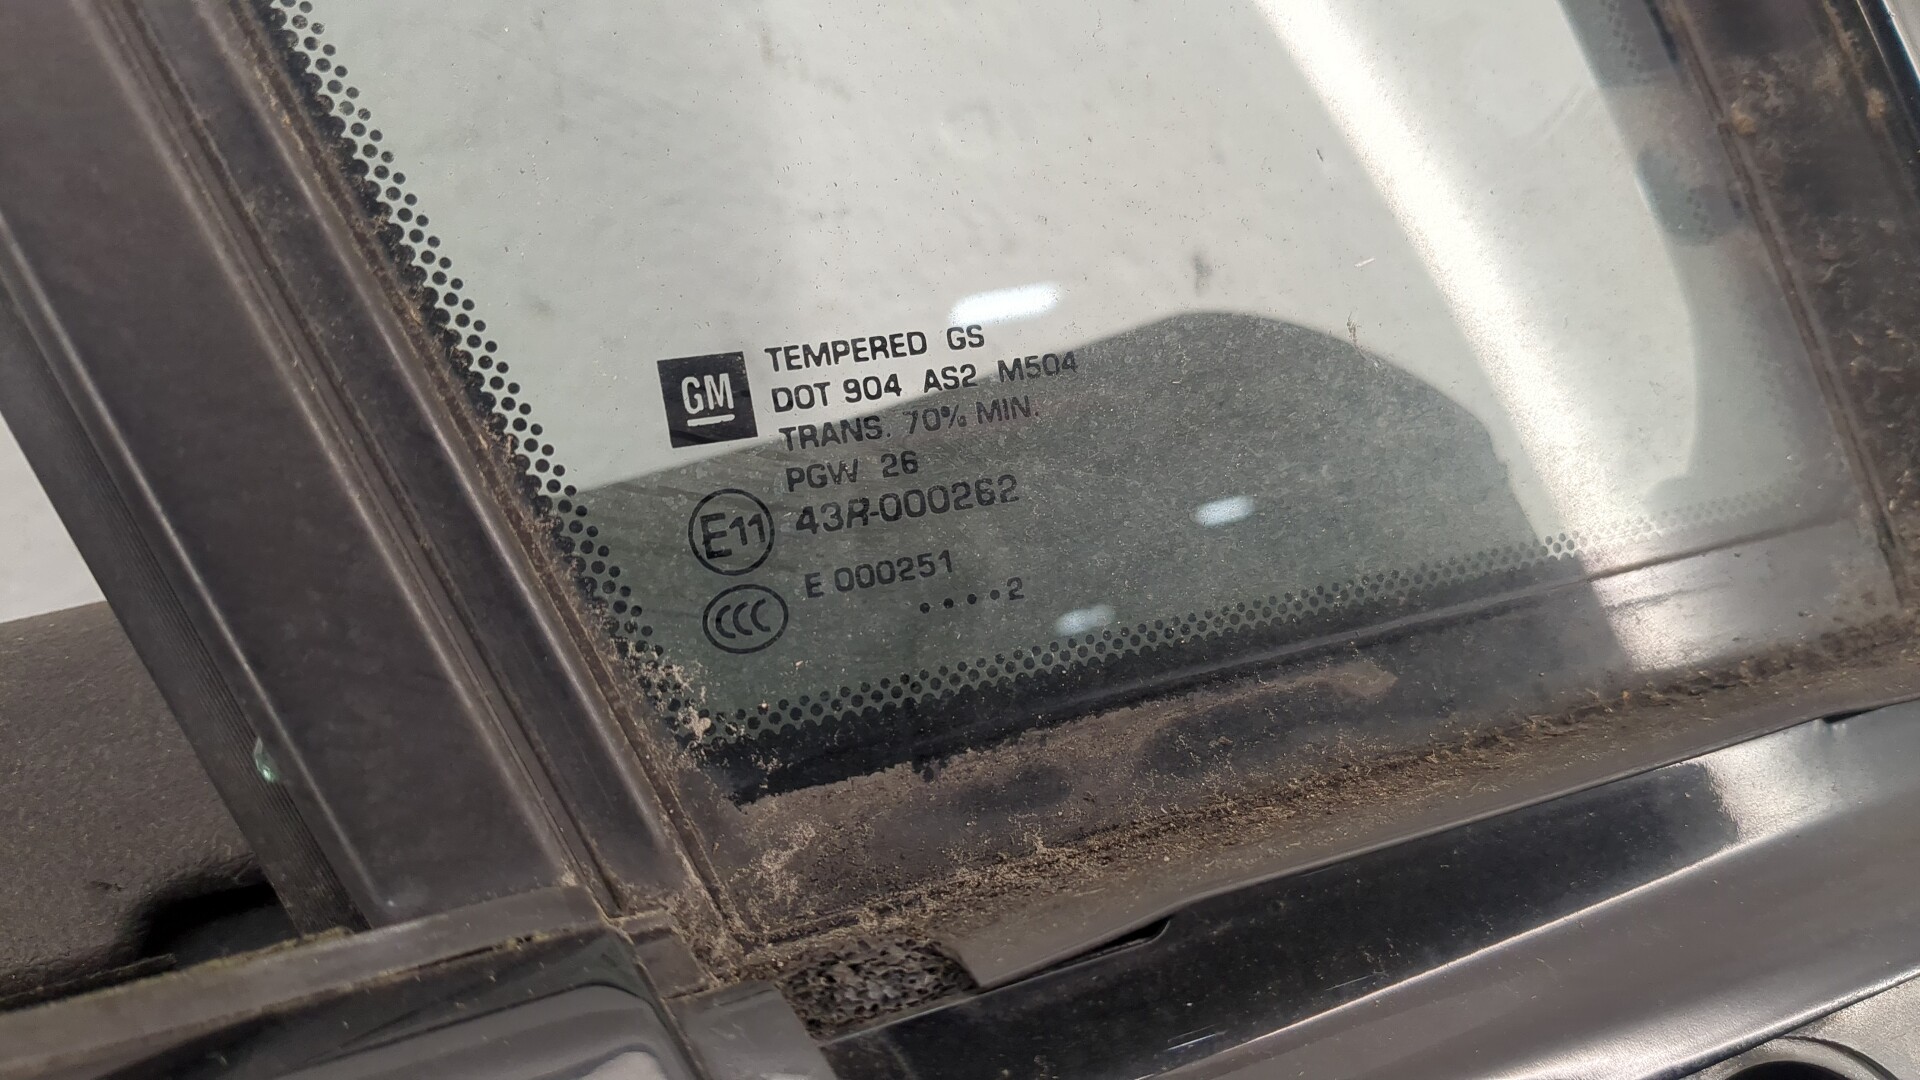 GM
TEMPERED GS
DOT 904 AS2 M504
TRANS. 70% MIN.
PGW 26
E11 43R-000262
CCC E 000251
....2